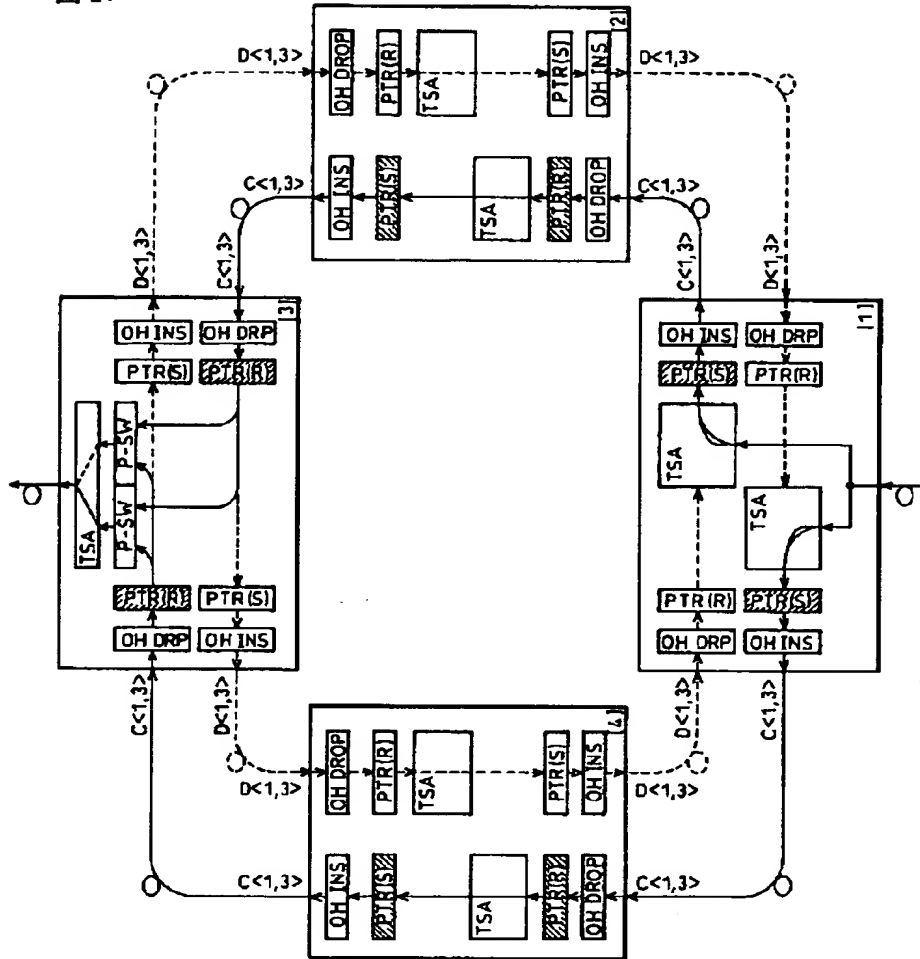 [2]
D<1,3>
OH DROP
PTR(R)
TSA
PTR(S)
OH INS
D<1,3>
C<1,3>
OH INS
PTR(S)
TSA
PTR(R)
OH DROP
C<1,3>
D<1,3>
C<1,3>
C<1,3>
D<1,3>
[3]
OH INS
OH DRP
PTR(S)
PTR(R)
TSA
P-SW
P-SW
PTR(R)
PTR(S)
OH DRP
OH INS
C<1,3>
D<1,3>
[1]
OH INS
OH DRP
PTR(S)
PTR(R)
TSA
TSA
PTR(R)
PTR(S)
OH DRP
OH INS
D<1,3>
C<1,3>
[4]
D<1,3>
OH DROP
PTR(R)
TSA
PTR(S)
OH INS
D<1,3>
C<1,3>
OH INS
PTR(S)
TSA
PTR(R)
OH DROP
C<1,3>